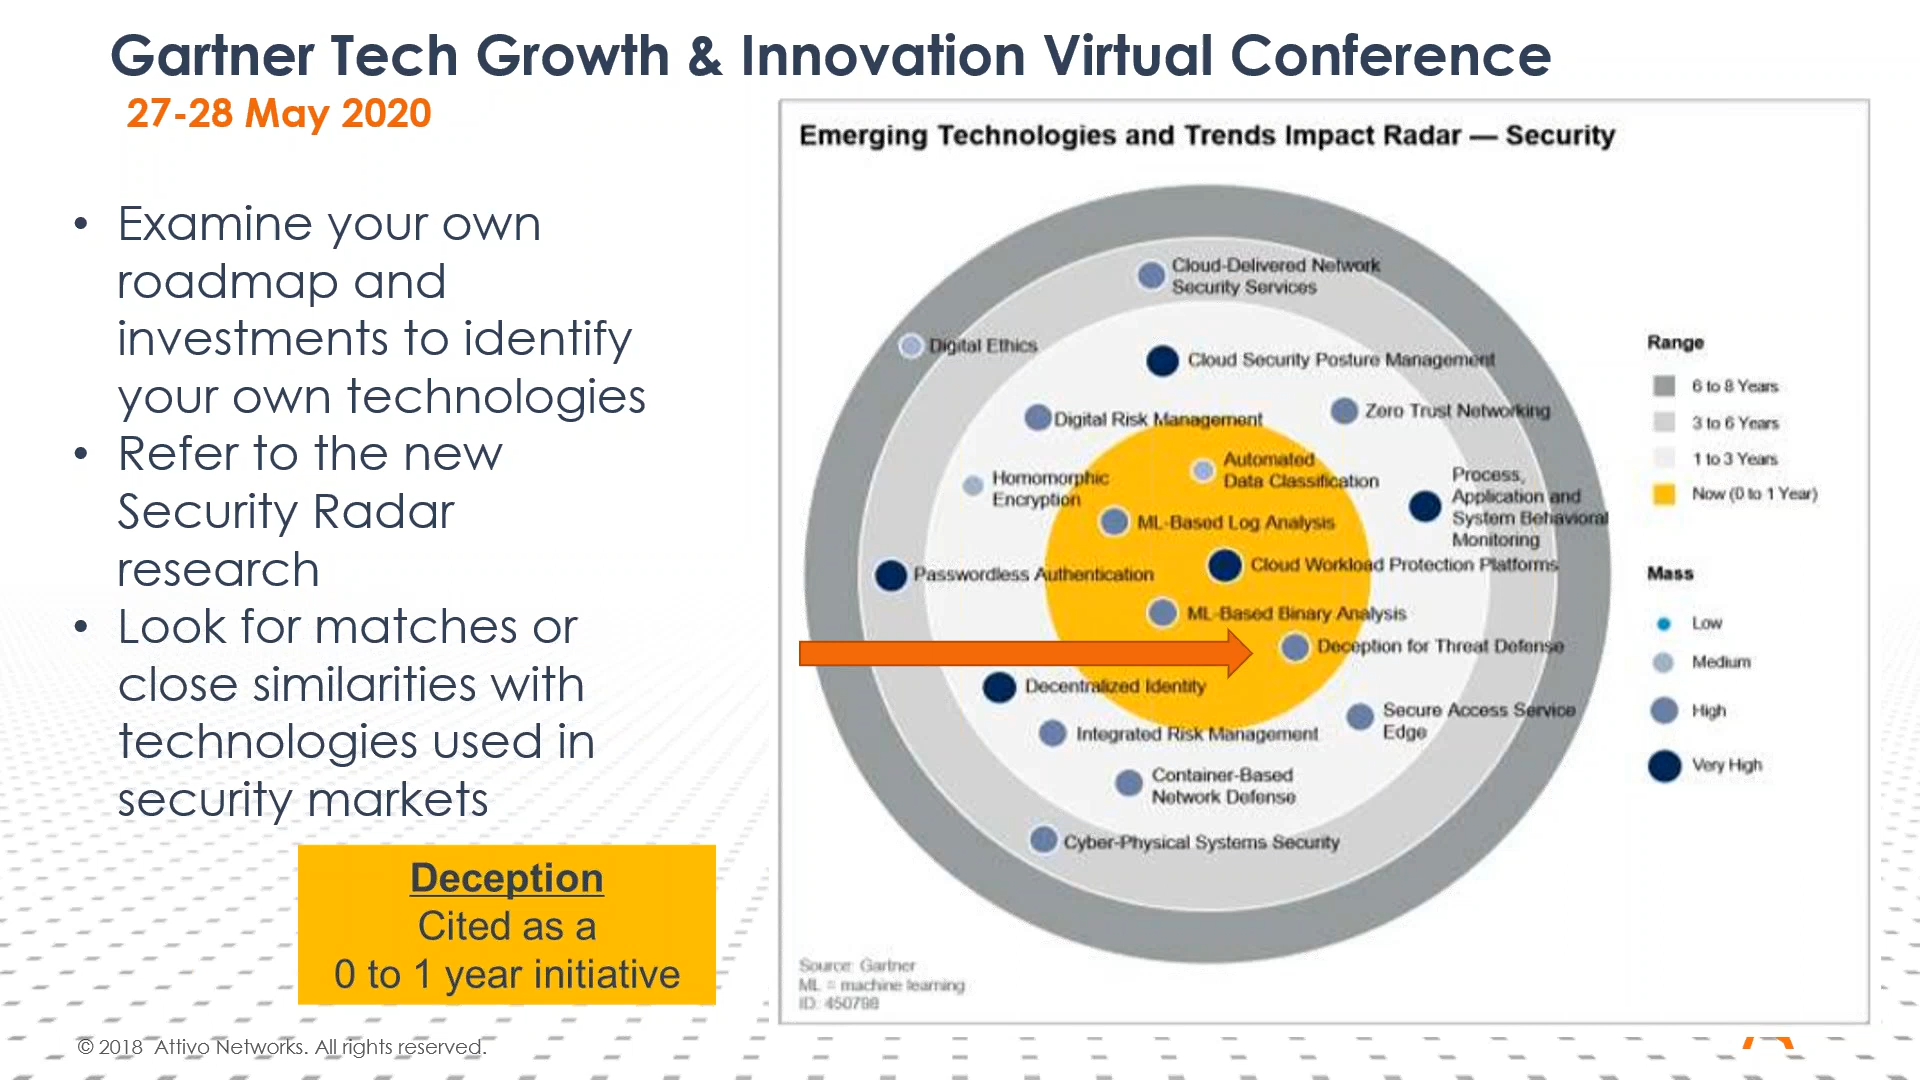 Gartner Tech Growth & Innovation Virtual Conference
27-28 May 2020
• Examine your own
roadmap and
investments to identify
your own technologies
• Refer to the new
Security Radar
research
• Look for matches or
close similarities with
technologies used in
security markets
Deception
Cited as a
0 to 1 year initiative
Emerging Technologies and Trends Impact Radar — Security
Cloud-Delivered Network
Security Services
Digital Ethics
Cloud Security Posture Management
Digital Risk Management
Zero Trust Networking
Automated
Data Classification
Homomorphic
Encryption
Process,
Application and
System Behavioral
Monitoring
ML-Based Log Analysis
Cloud Workload Protection Platforms
Passwordless Authentication
ML-Based Binary Analysis
Deception for Threat Defense
Decentralized Identity
Secure Access Service
Edge
Integrated Risk Management
Container-Based
Network Defense
Cyber-Physical Systems Security
Range
6 to 8 Years
3 to 6 Years
1 to 3 Years
Now (0 to 1 Year)
Mass
Low
Medium
High
Very High
Source: Gartner
ML = machine learning
ID: 450798
© 2018 Attivo Networks. All rights reserved.